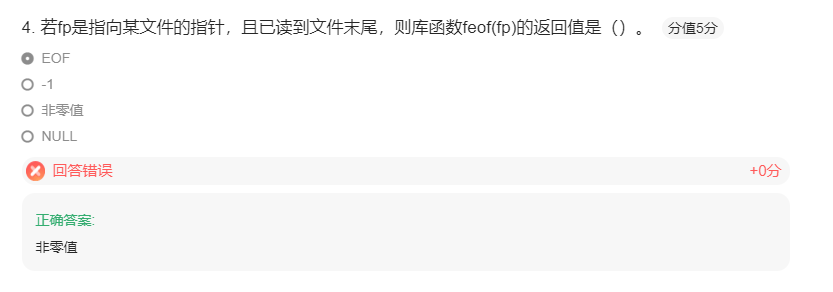 4. 若fp是指向某文件的指针，且已读到文件末尾，则库函数feof(fp)的返回值是（）。 分值5分
EOF
-1
非零值
NULL
回答错误 +0分
正确答案:
非零值